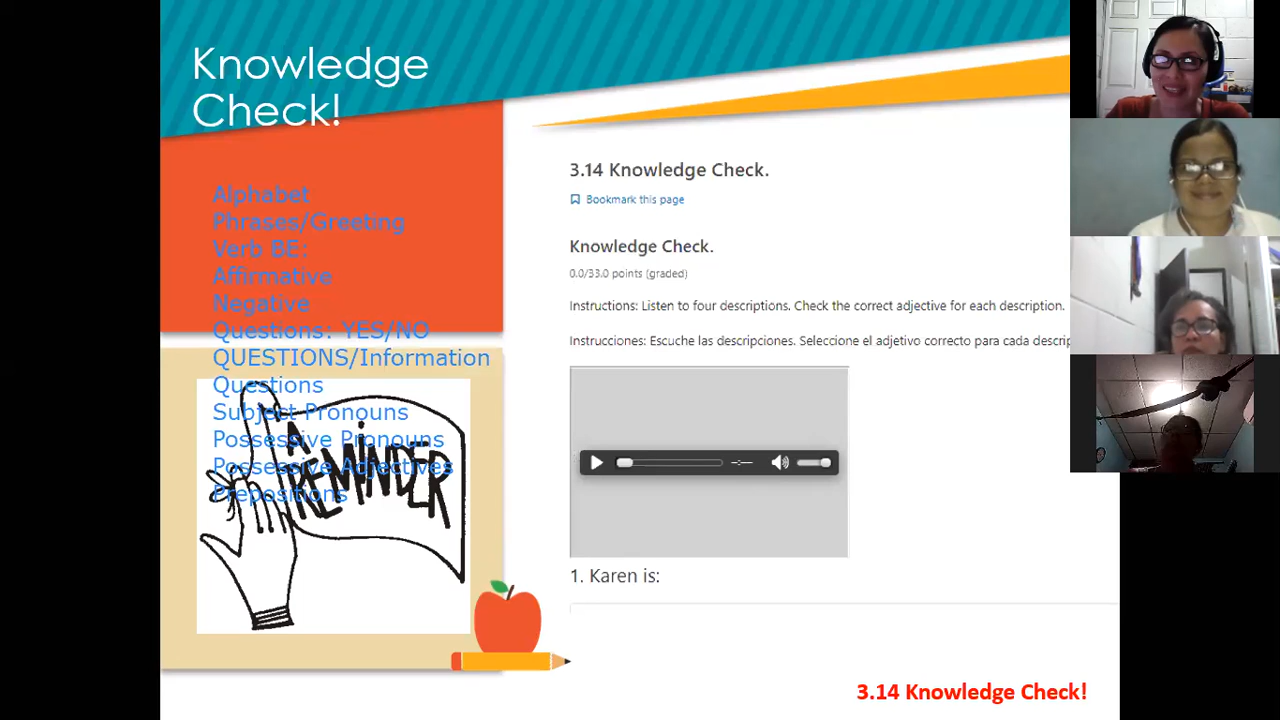 Knowledge
Check!
Alphabet
Phrases/Greeting
Verb BE:
Affirmative
Negative
Questions: YES/NO
QUESTIONS/Information
Questions
Subject Pronouns
Possessive Pronouns
Possessive Adjectives
Prepositions
A
REMINDER
3.14 Knowledge Check.
Bookmark this page
Knowledge Check.
0.0/33.0 points (graded)
Instructions: Listen to four descriptions. Check the correct adjective for each description.
Instrucciones: Escuche las descripciones. Seleccione el adjetivo correcto para cada descrip
1. Karen is:
3.14 Knowledge Check!